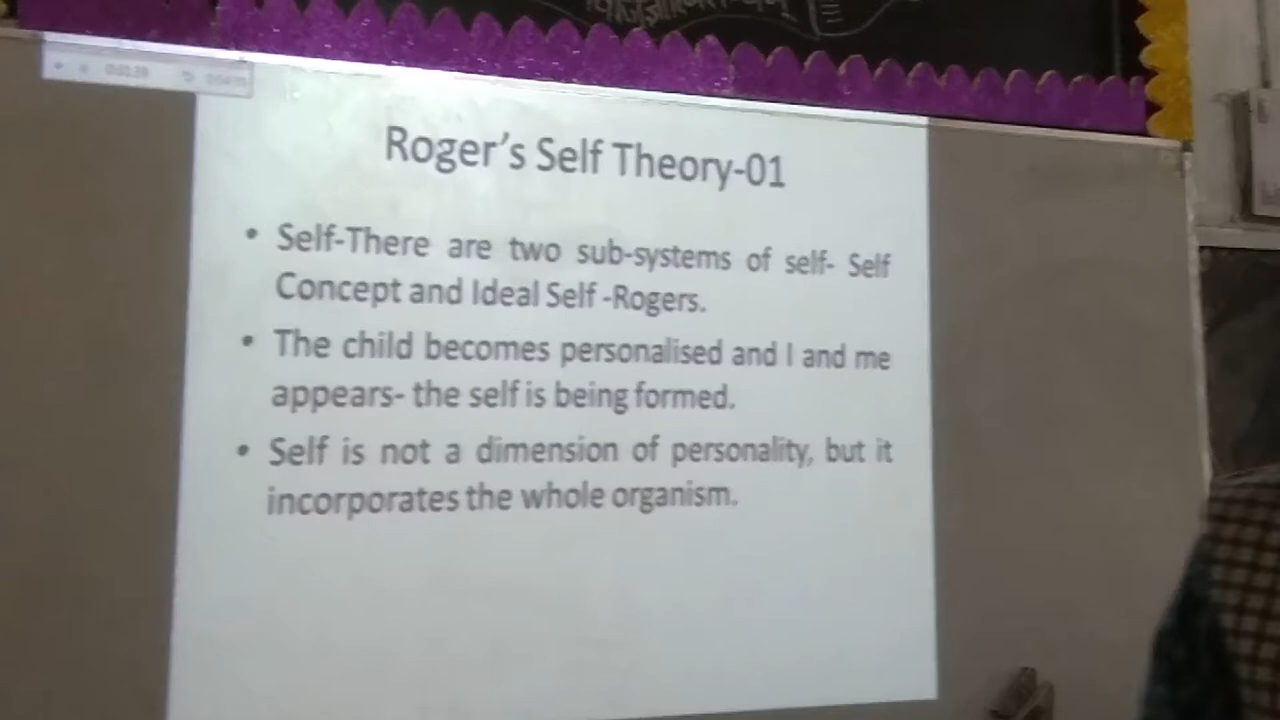 Roger's Self Theory-01
• Self-There are two sub-systems of self- Self
Concept and Ideal Self -Rogers.
• The child becomes personalised and I and me
appears- the self is being formed.
• Self is not a dimension of personality, but it
incorporates the whole organism.